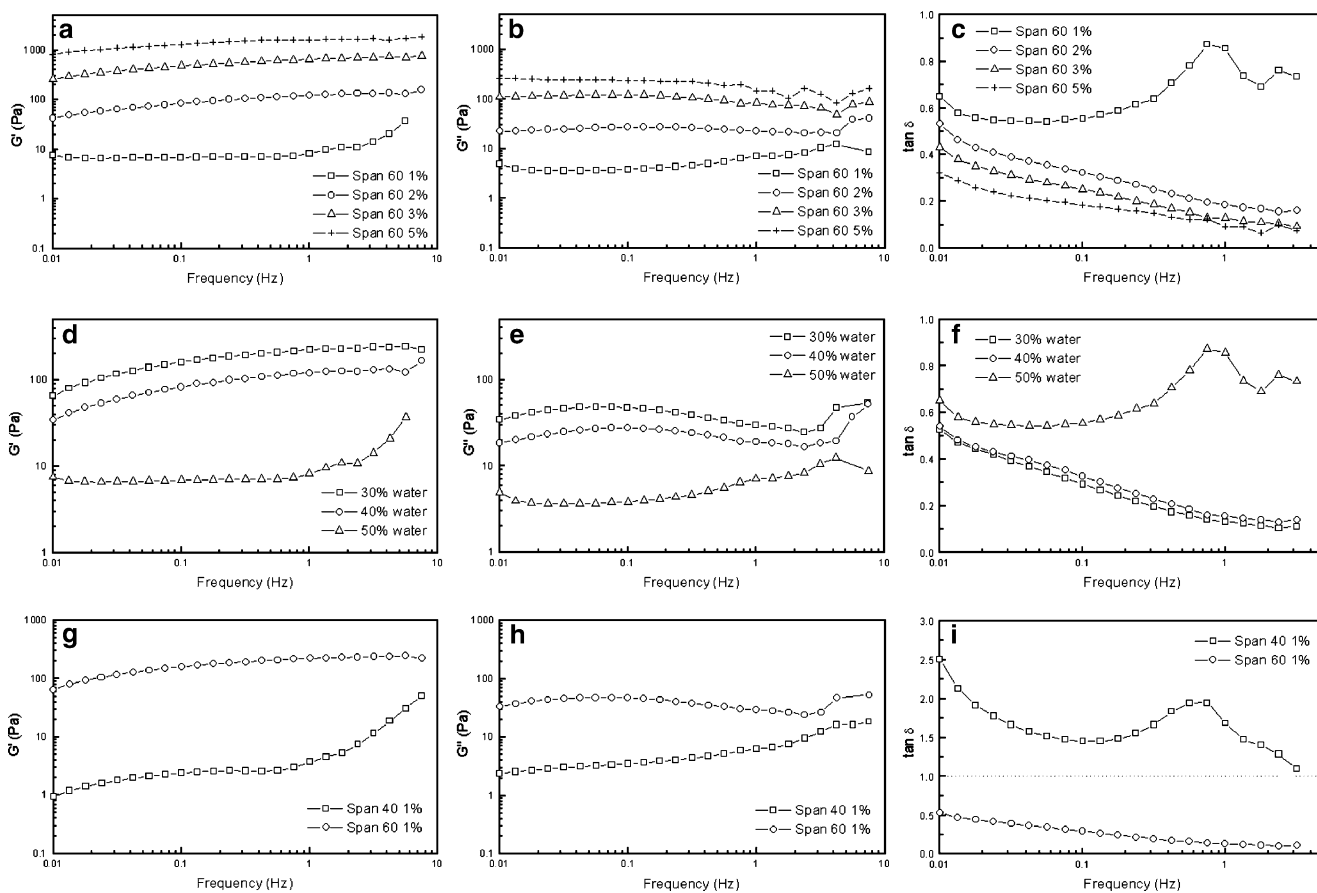 a
1000
100
10
1
0.1
G' (Pa)
Span 60 1%
Span 60 2%
Span 60 3%
Span 60 5%
0.01
0.1
1
10
Frequency (Hz)
b
1000
100
10
1
0.1
G'' (Pa)
Span 60 1%
Span 60 2%
Span 60 3%
Span 60 5%
0.01
0.1
1
10
Frequency (Hz)
c
1.0
0.8
0.6
0.4
0.2
0.0
tan δ
Span 60 1%
Span 60 2%
Span 60 3%
Span 60 5%
0.01
0.1
1
Frequency (Hz)
d
100
10
1
G' (Pa)
30% water
40% water
50% water
0.01
0.1
1
10
Frequency (Hz)
e
100
10
1
G'' (Pa)
30% water
40% water
50% water
0.01
0.1
1
10
Frequency (Hz)
f
1.0
0.8
0.6
0.4
0.2
0.0
tan δ
30% water
40% water
50% water
0.01
0.1
1
Frequency (Hz)
g
1000
100
10
1
0.1
G' (Pa)
Span 40 1%
Span 60 1%
0.01
0.1
1
10
Frequency (Hz)
h
1000
100
10
1
0.1
G'' (Pa)
Span 40 1%
Span 60 1%
0.01
0.1
1
10
Frequency (Hz)
i
3.0
2.5
2.0
1.5
1.0
0.5
0.0
tan δ
Span 40 1%
Span 60 1%
0.01
0.1
1
Frequency (Hz)